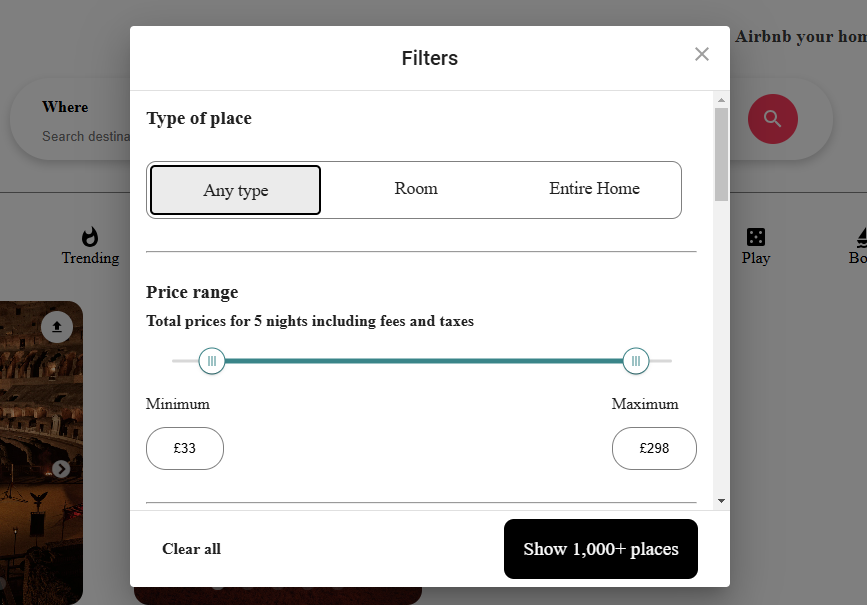 Airbnb your hom
Where
Search destina
Trending
Play
Bo
Filters
Type of place
Any type
Room
Entire Home
Price range
Total prices for 5 nights including fees and taxes
Minimum
Maximum
£33
£298
Clear all
Show 1,000+ places